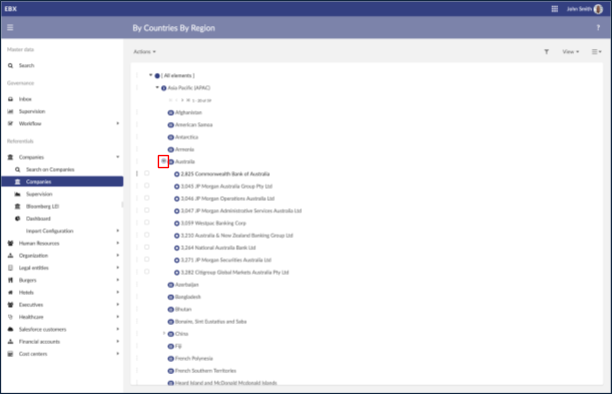 EBX
John Smith
By Countries By Region
?
Master data
Search
Governance
Inbox
Supervision
Workflow
Referentials
Companies
Search on Companies
Companies
Supervision
Bloomberg LEI
Dashboard
Import Configuration
Human Resources
Organization
Legal entities
Burgers
Hotels
Executives
Healthcare
Salesforce customers
Financial accounts
Cost centers
Actions
View
[ All elements ]
Asia Pacific (APAC)
Afghanistan
American Samoa
Antarctica
Armenia
Australia
2,825 Commonwealth Bank of Australia
3,045 JP Morgan Australia Group Pty Ltd
3,046 JP Morgan Operations Australia Ltd
3,047 JP Morgan Administrative Services Australia Ltd
3,059 Westpac Banking Corp
3,250 Australia & New Zealand Banking Group Ltd
3,264 National Australia Bank Ltd
3,271 JP Morgan Securities Australia Ltd
3,282 Citigroup Global Markets Australia Pty Ltd
Azerbaijan
Bangladesh
Bhutan
Bonaire, Sint Eustatius and Saba
China
Fiji
French Polynesia
French Southern Territories
Heard Island and McDonald Mcdonald Islands